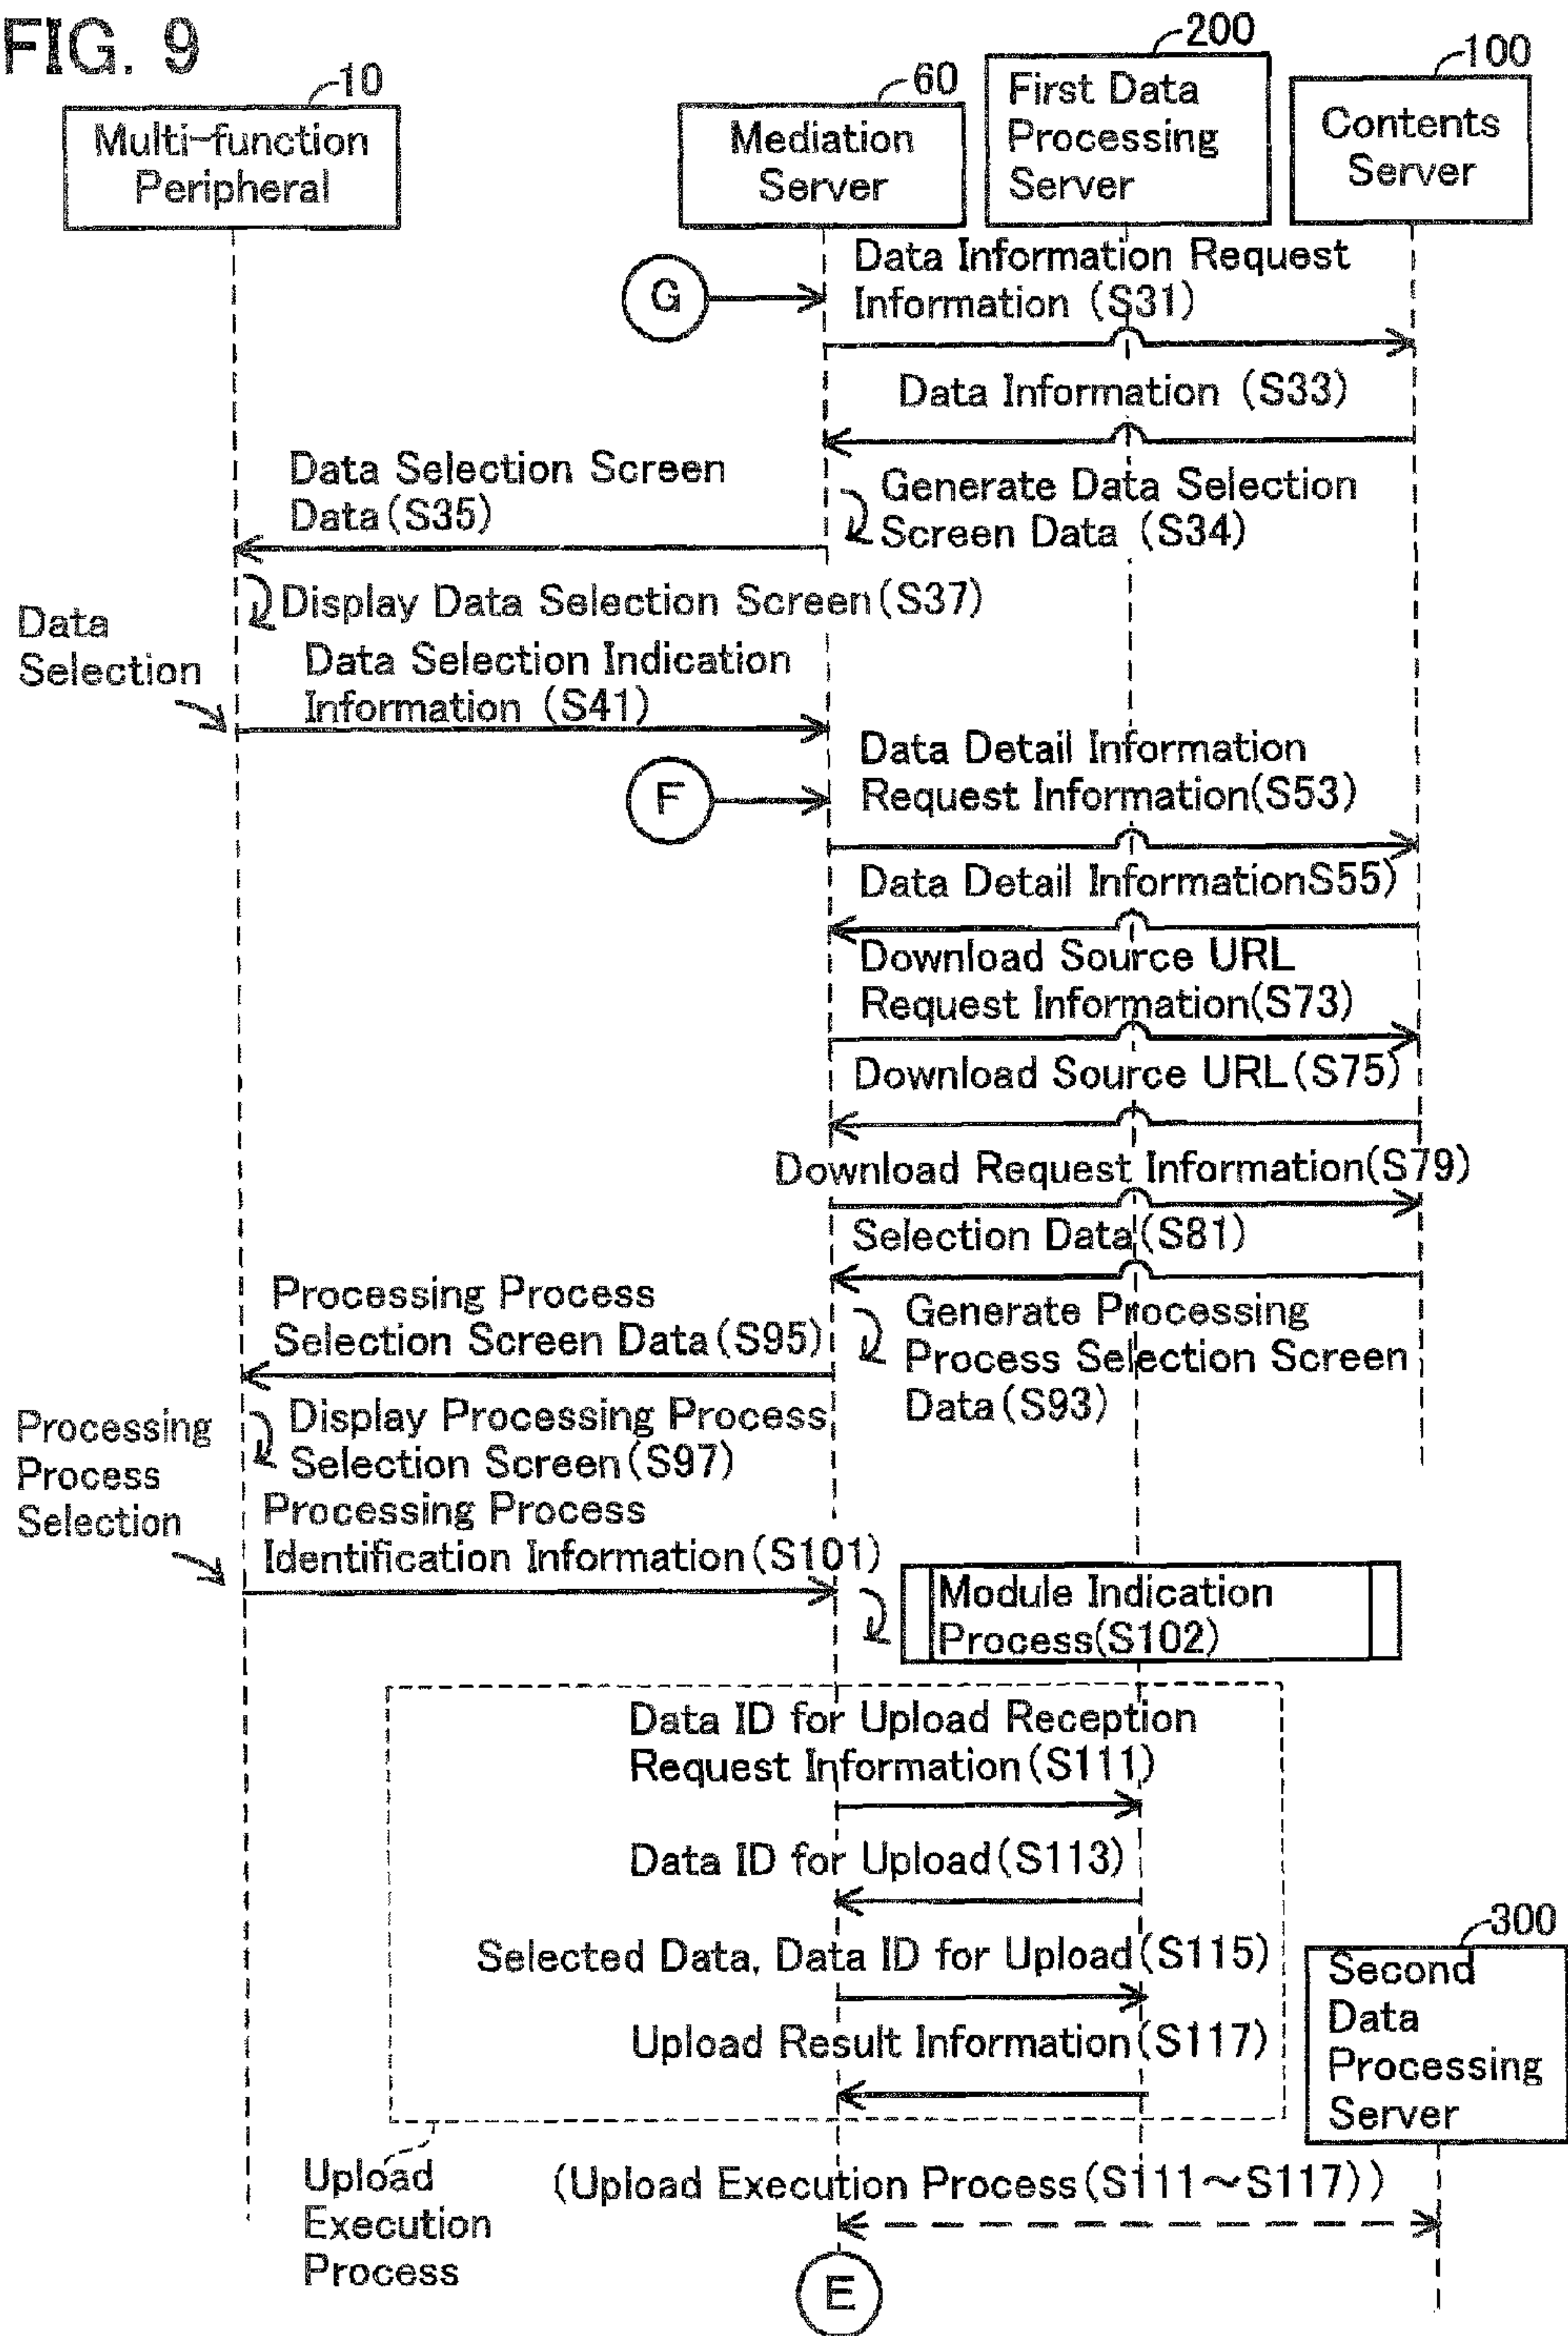 FIG. 9
10
Multi-function
Peripheral
60
Mediation
Server
200
First Data
Processing
Server
100
Contents
Server
G
Data Information Request
Information (S31)
Data Information (S33)
Generate Data Selection
Screen Data (S34)
Data Selection Screen
Data(S35)
Display Data Selection Screen(S37)
Data
Selection
Data Selection Indication
Information (S41)
F
Data Detail Information
Request Information(S53)
Data Detail InformationS55)
Download Source URL
Request Information(S73)
Download Source URL(S75)
Download Request Information(S79)
Selection Data(S81)
Generate Processing
Process Selection Screen
Data(S93)
Processing Process
Selection Screen Data(S95)
Display Processing Process
Selection Screen(S97)
Processing
Process
Selection
Processing Process
Identification Information(S101)
Module Indication
Process(S102)
Data ID for Upload Reception
Request Information(S111)
Data ID for Upload(S113)
Selected Data, Data ID for Upload(S115)
Upload Result Information(S117)
300
Second
Data
Processing
Server
Upload
Execution
Process
(Upload Execution Process(S111~S117))
E